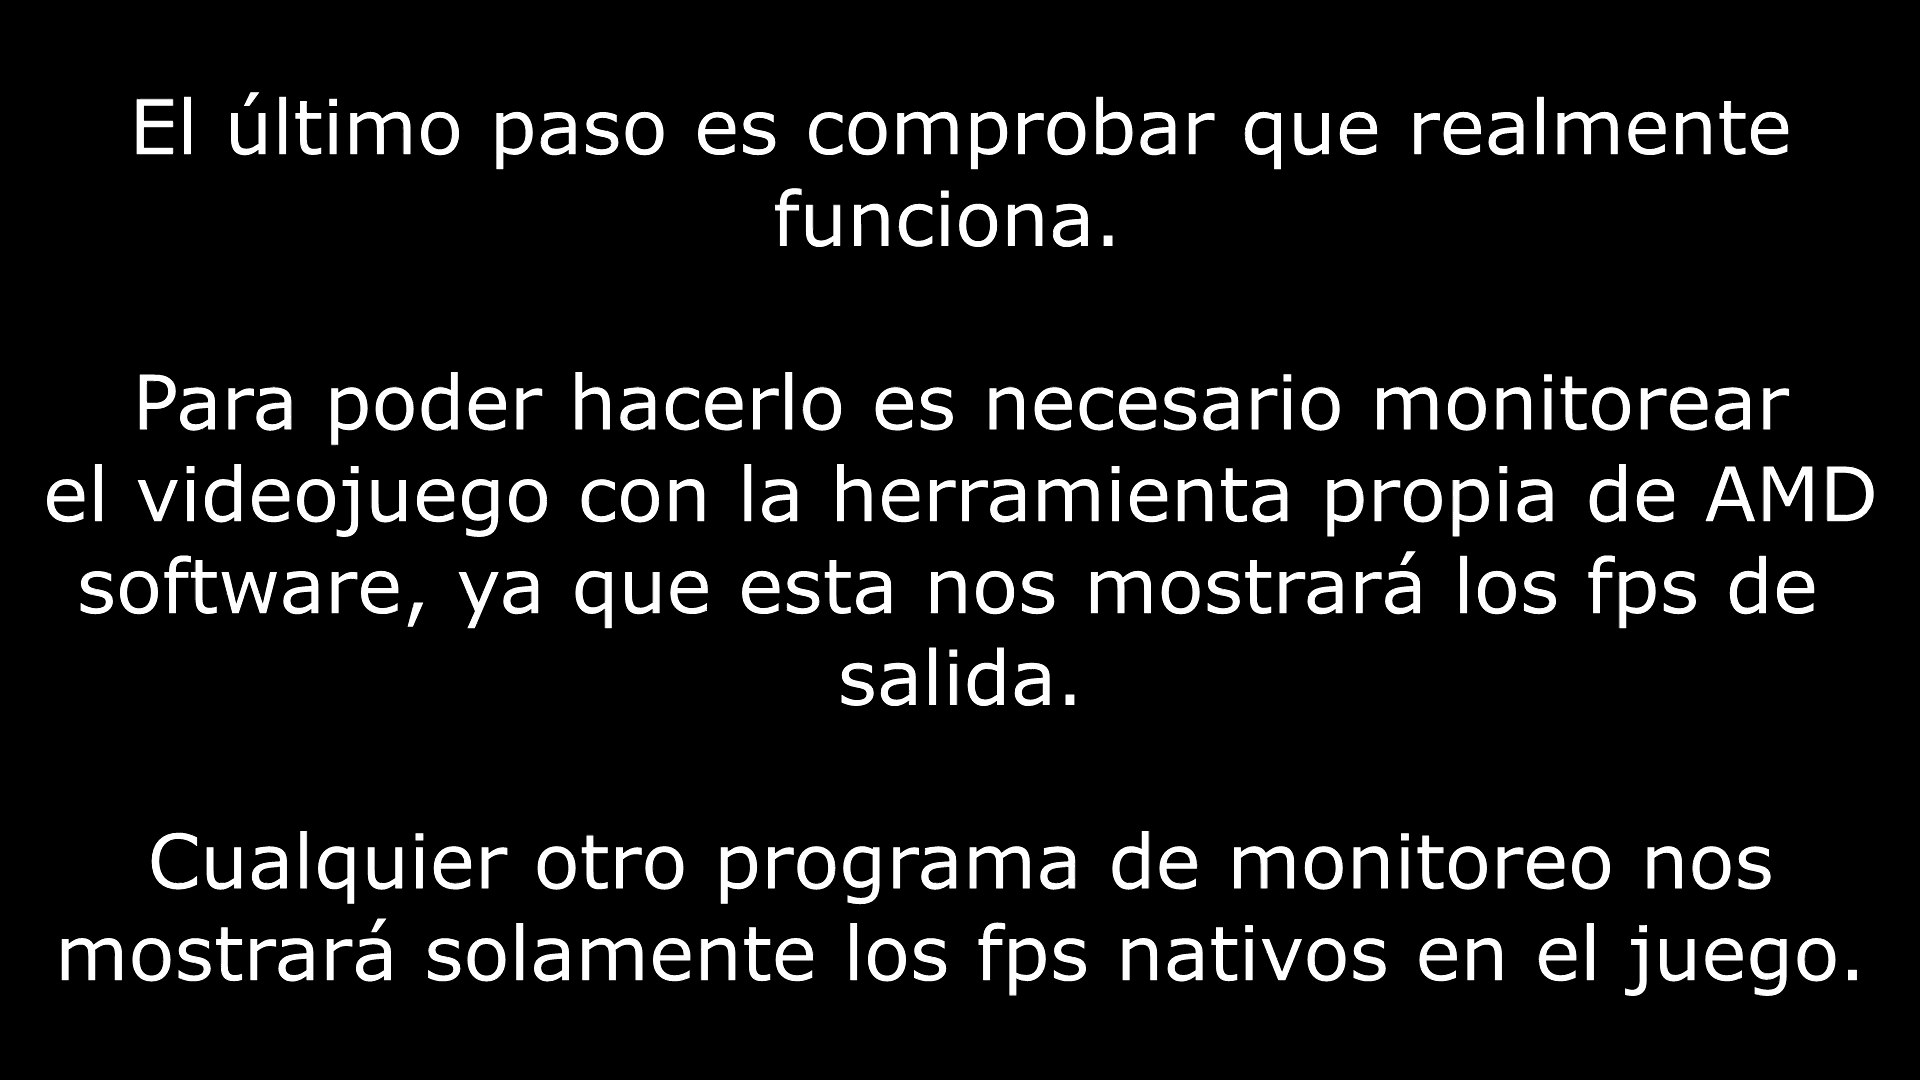 El último paso es comprobar que realmente
funciona.
Para poder hacerlo es necesario monitorear
el videojuego con la herramienta propia de AMD
software, ya que esta nos mostrará los fps de
salida.
Cualquier otro programa de monitoreo nos
mostrará solamente los fps nativos en el juego.